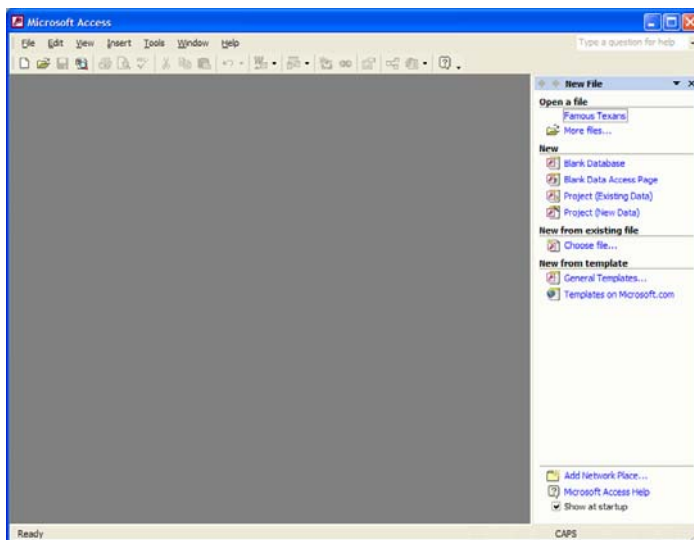 Microsoft Access
File Edit View Insert Tools Window Help
Type a question for help
New File
Open a file
Famous Texans
More files...
New
Blank Database
Blank Data Access Page
Project (Existing Data)
Project (New Data)
New from existing file
Choose file...
New from template
General Templates...
Templates on Microsoft.com
Add Network Place...
Microsoft Access Help
Show at startup
Ready CAPS